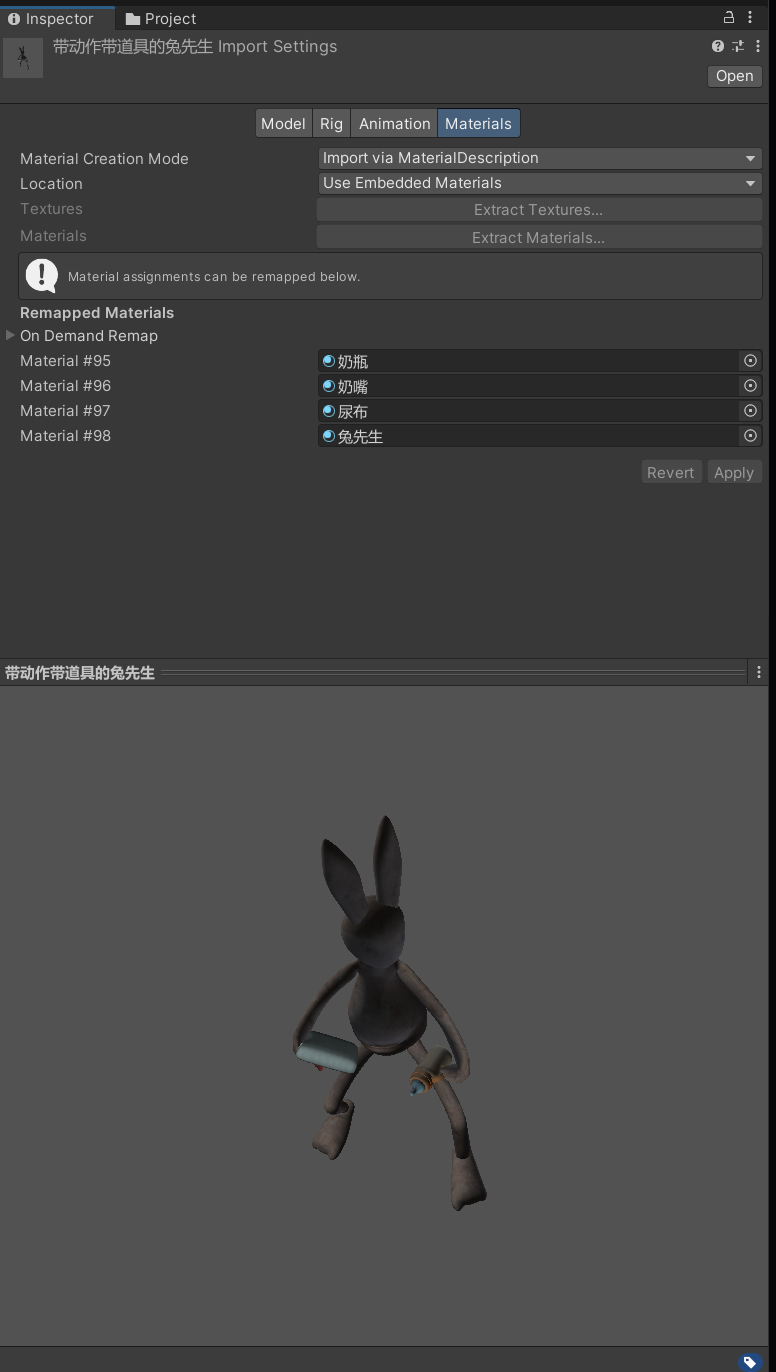 Inspector Project
带动作带道具的兔先生 Import Settings
Open
Model Rig Animation Materials
Material Creation Mode Import via MaterialDescription
Location Use Embedded Materials
Textures Extract Textures...
Materials Extract Materials...
Material assignments can be remapped below.
Remapped Materials
On Demand Remap
Material #95 奶瓶
Material #96 奶嘴
Material #97 尿布
Material #98 兔先生
Revert Apply
带动作带道具的兔先生